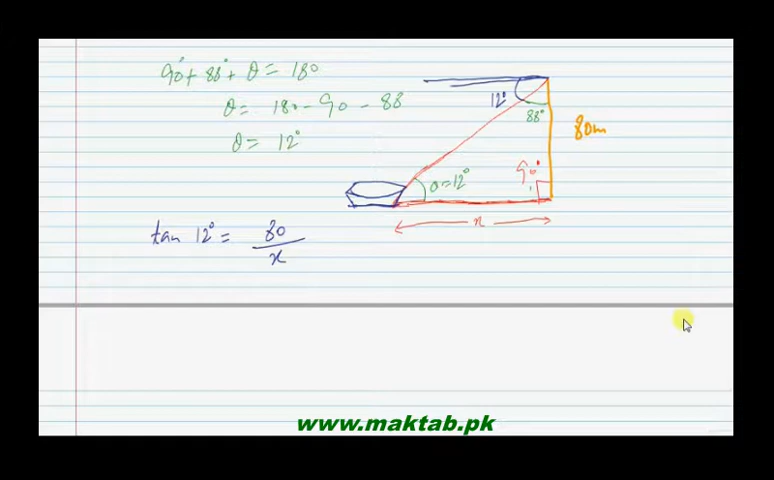 90° + 88° + θ = 180
θ = 180 - 90 - 88
θ = 12°
12°
88°
80m
90°
θ = 12°
x
tan 12° = 80
x
www.maktab.pk